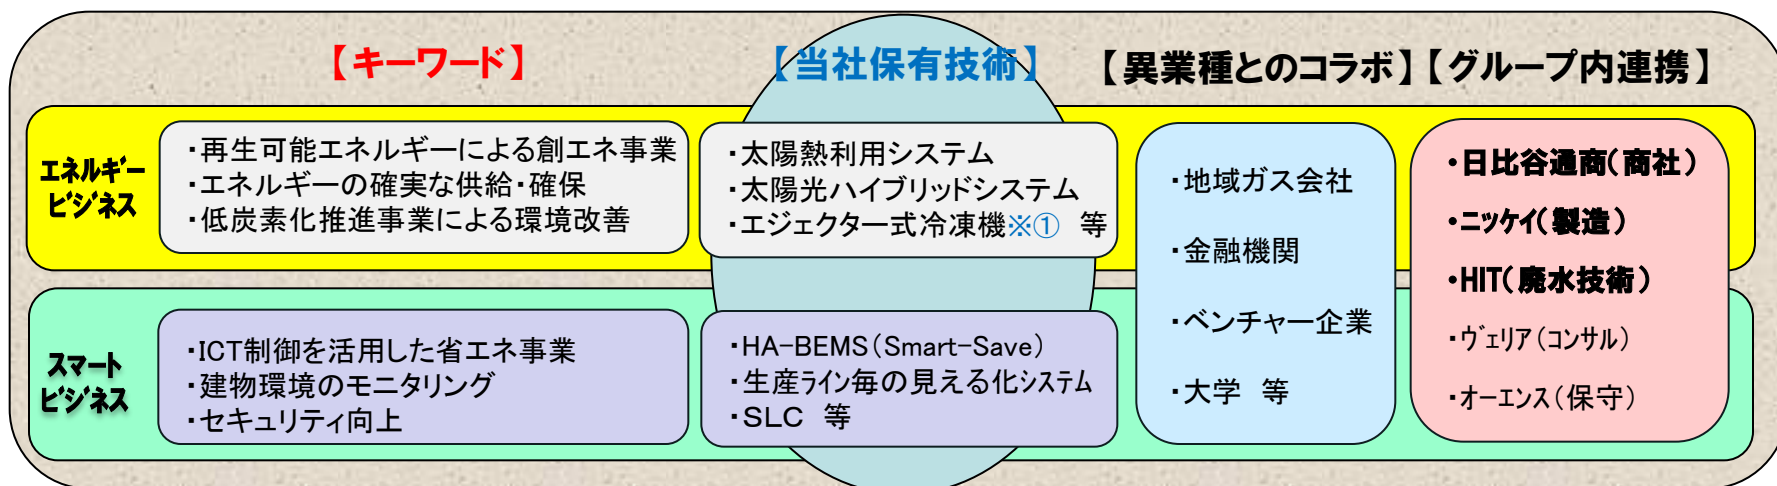 【キーワード】
【当社保有技術】
【異業種とのコラボ】
【グループ内連携】
エネルギー
ビジネス
・再生可能エネルギーによる創エネ事業
・エネルギーの確実な供給・確保
・低炭素化推進事業による環境改善
・太陽熱利用システム
・太陽光ハイブリッドシステム
・エジェクター式冷凍機※① 等
スマート
ビジネス
・ICT制御を活用した省エネ事業
・建物環境のモニタリング
・セキュリティ向上
・HA-BEMS(Smart-Save)
・生産ライン毎の見える化システム
・SLC 等
・地域ガス会社
・金融機関
・ベンチャー企業
・大学 等
・日比谷通商(商社)
・ニッケイ(製造)
・HIT(廃水技術)
・ヴェリア(コンサル)
・オーエンス(保守)